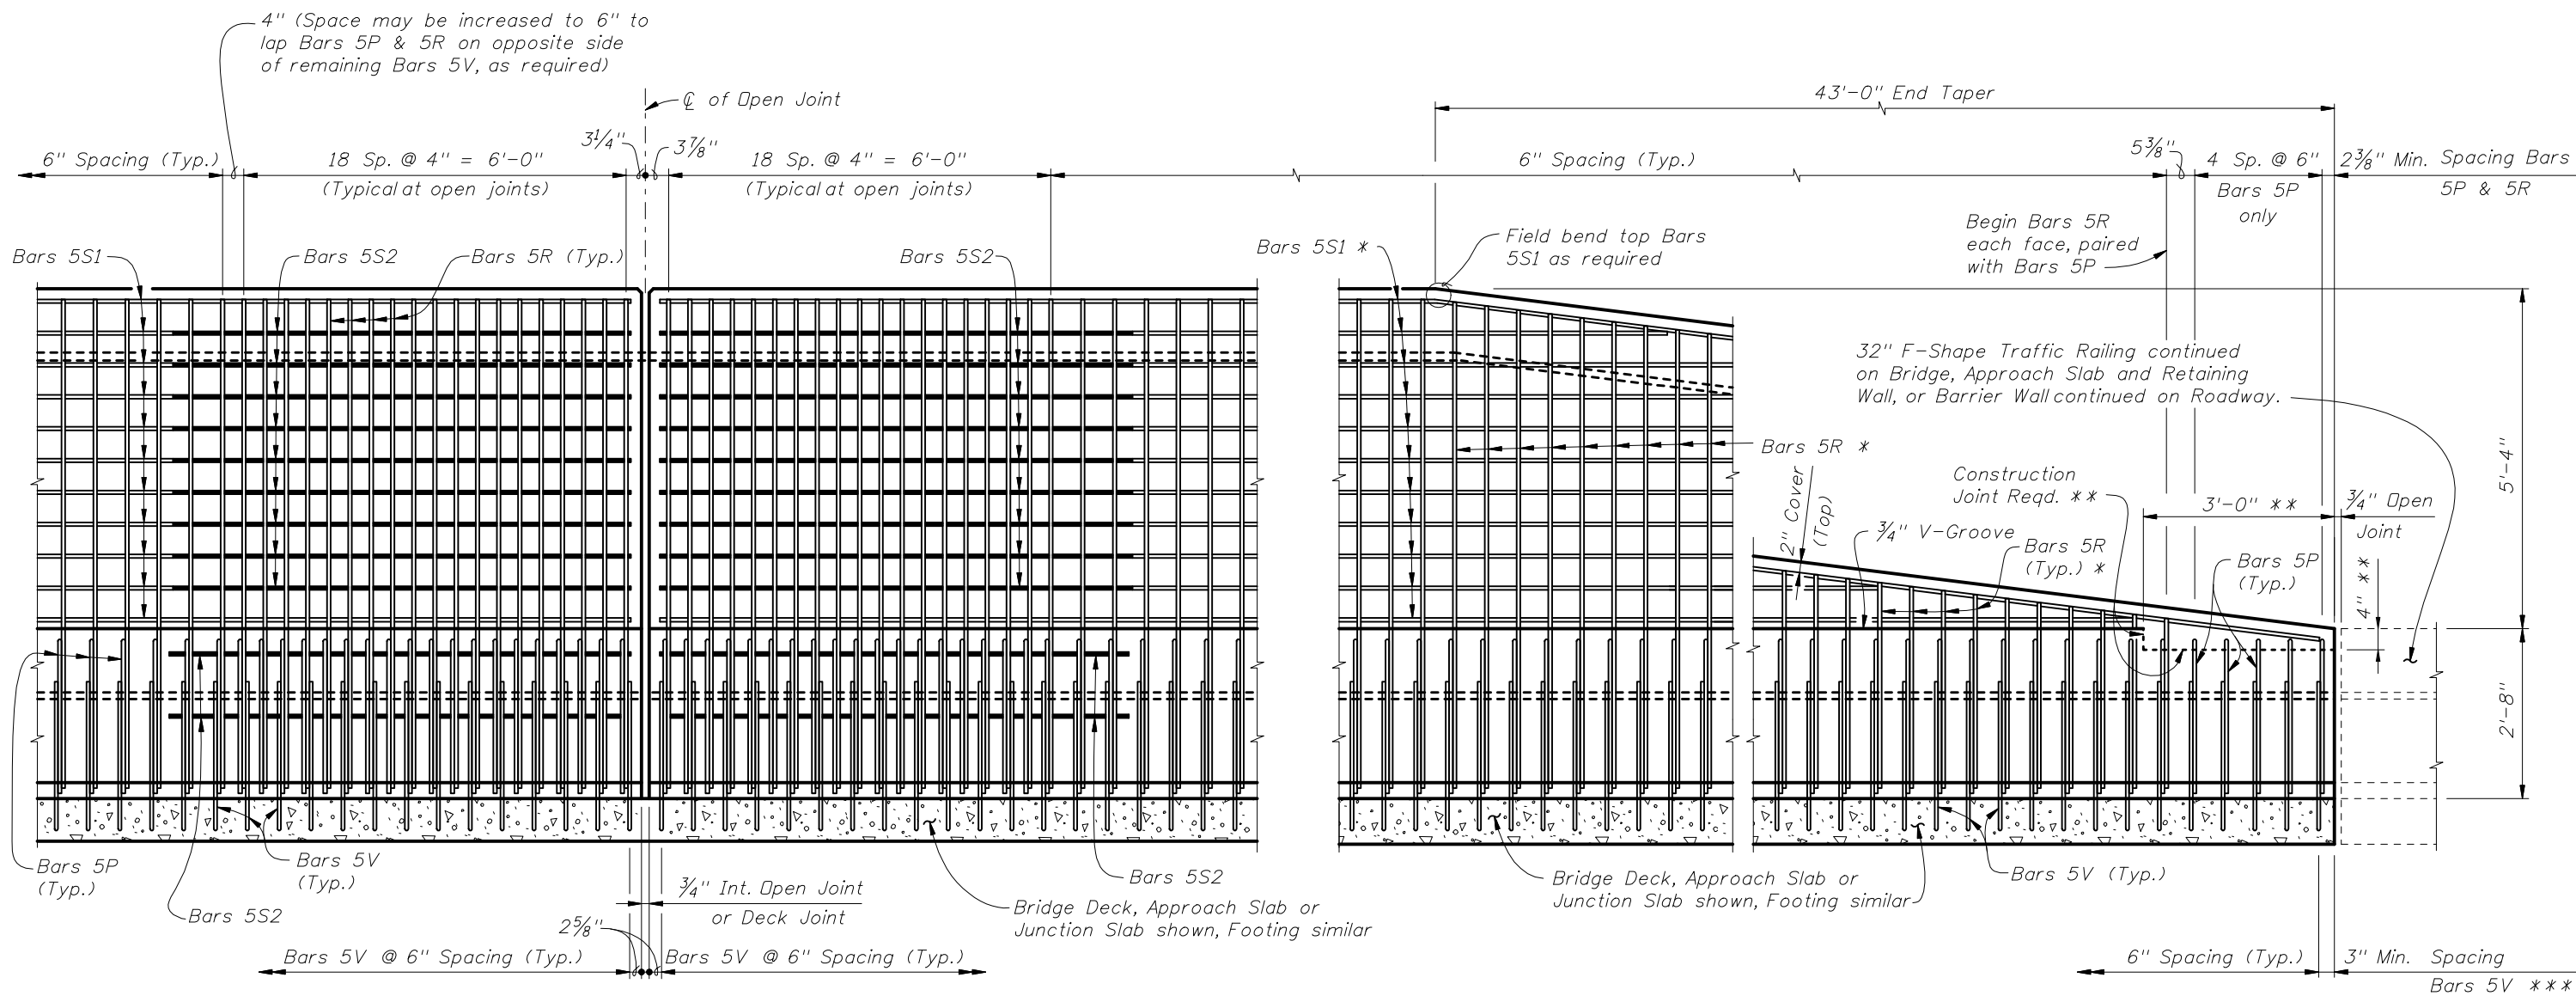 4" (Space may be increased to 6" to
lap Bars 5P & 5R on opposite side
of remaining Bars 5V, as required)
℄ of Open Joint
43'-0" End Taper
3¼"
3⅞"
6" Spacing (Typ.)
18 Sp. @ 4" = 6'-0"
(Typical at open joints)
18 Sp. @ 4" = 6'-0"
(Typical at open joints)
6" Spacing (Typ.)
5⅜"
4 Sp. @ 6"
Bars 5P
only
2⅜" Min. Spacing Bars
5P & 5R
Bars 5S1
Bars 5S2
Bars 5R (Typ.)
Bars 5S2
Bars 5S1 *
Field bend top Bars
5S1 as required
Begin Bars 5R
each face, paired
with Bars 5P
32" F-Shape Traffic Railing continued
on Bridge, Approach Slab and Retaining
Wall, or Barrier Wall continued on Roadway.
Bars 5R *
2" Cover
(Top)
Construction
Joint Reqd. **
3'-0" **
¾" Open
Joint
5'-4"
¾" V-Groove
Bars 5R
(Typ.) *
Bars 5P
(Typ.)
4" **
2'-8"
Bars 5P
(Typ.)
Bars 5V
(Typ.)
Bars 5S2
¾" Int. Open Joint
or Deck Joint
2⅝"
Bars 5S2
Bridge Deck, Approach Slab or
Junction Slab shown, Footing similar
Bridge Deck, Approach Slab or
Junction Slab shown, Footing similar
Bars 5V (Typ.)
Bars 5V @ 6" Spacing (Typ.)
Bars 5V @ 6" Spacing (Typ.)
6" Spacing (Typ.)
3" Min. Spacing
Bars 5V ***